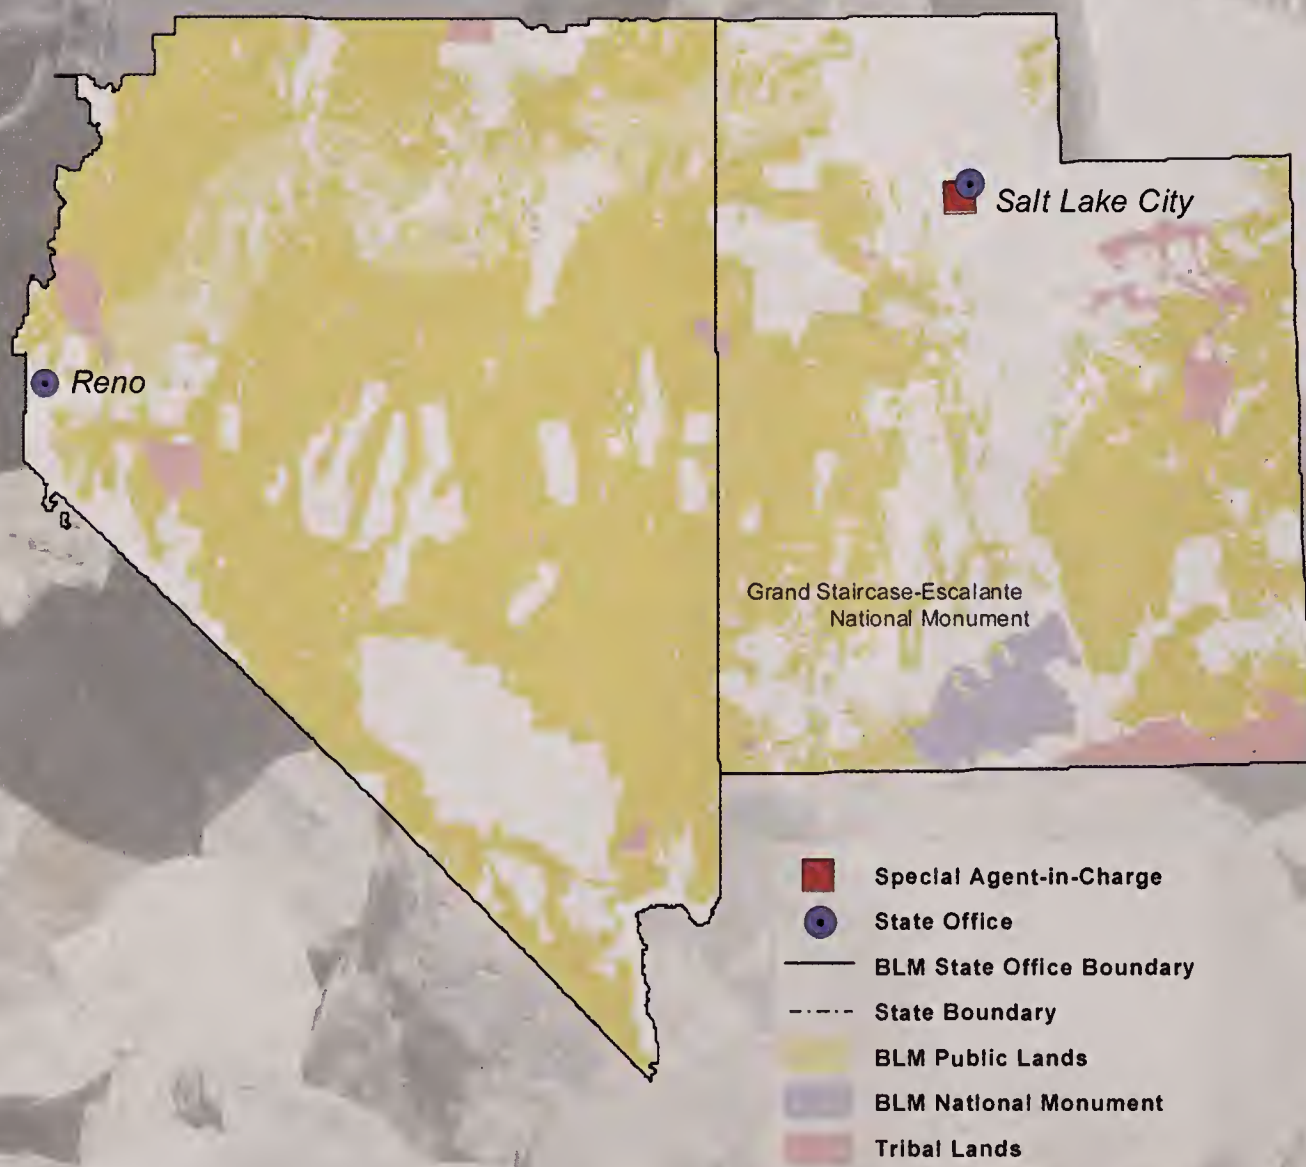 Salt Lake City
Reno
Grand Staircase-Escalante
National Monument
Special Agent-in-Charge
State Office
BLM State Office Boundary
State Boundary
BLM Public Lands
BLM National Monument
Tribal Lands